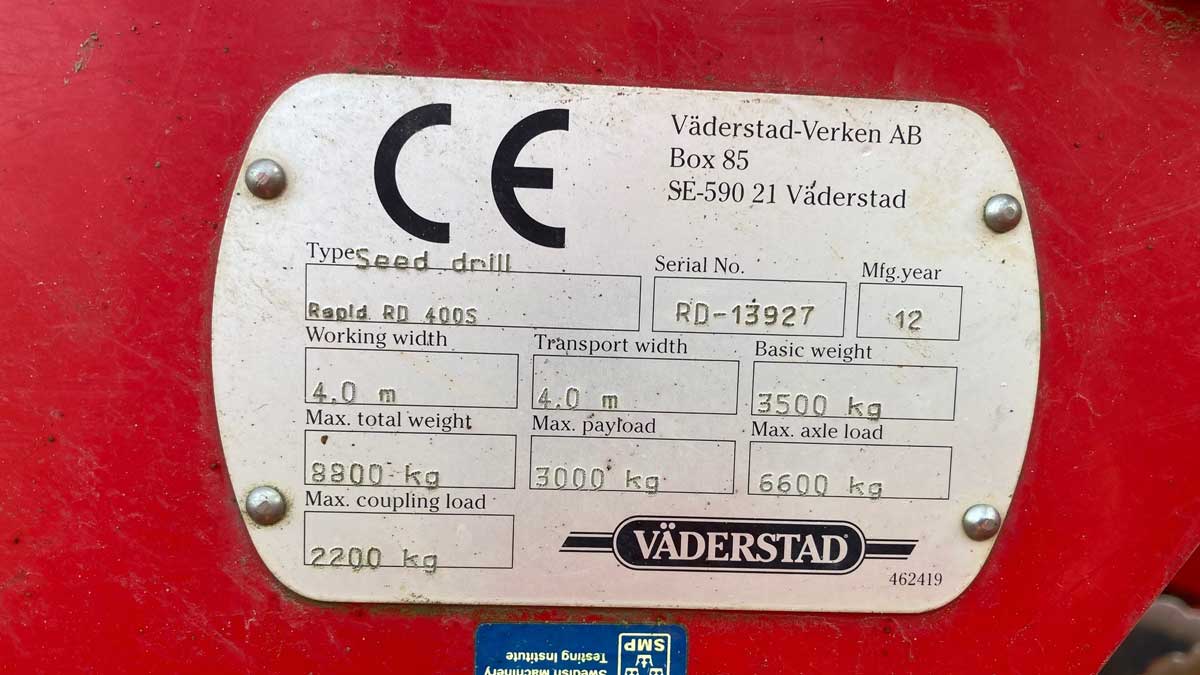 CE
Väderstad-Verken AB
Box 85
SE-590 21 Väderstad
Type Seed drill
Rapid RD 400S
Serial No.
RD-13927
Mfg.year
12
Working width
4.0 m
Transport width
4.0 m
Basic weight
3500 kg
Max. total weight
8800 kg
Max. payload
3000 kg
Max. axle load
6600 kg
Max. coupling load
2200 kg
VÄDERSTAD
462419
SMP
Testing Institute
Swedish Machinery